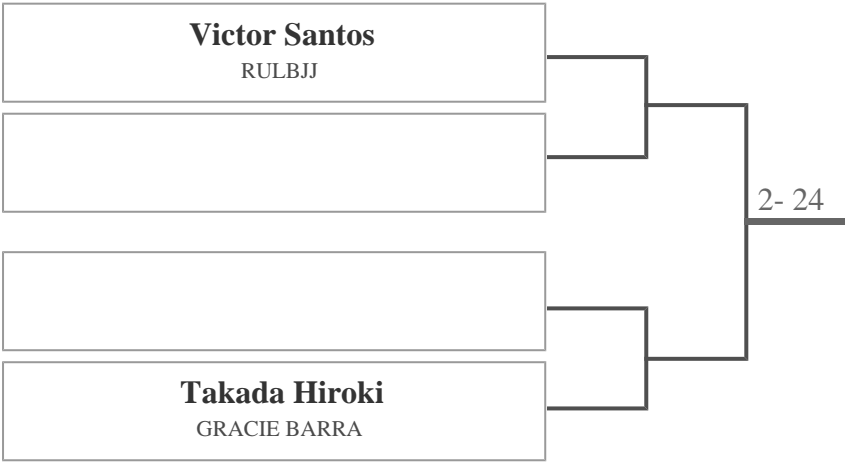 Victor Santos
RULBJJ
2- 24
Takada Hiroki
GRACIE BARRA